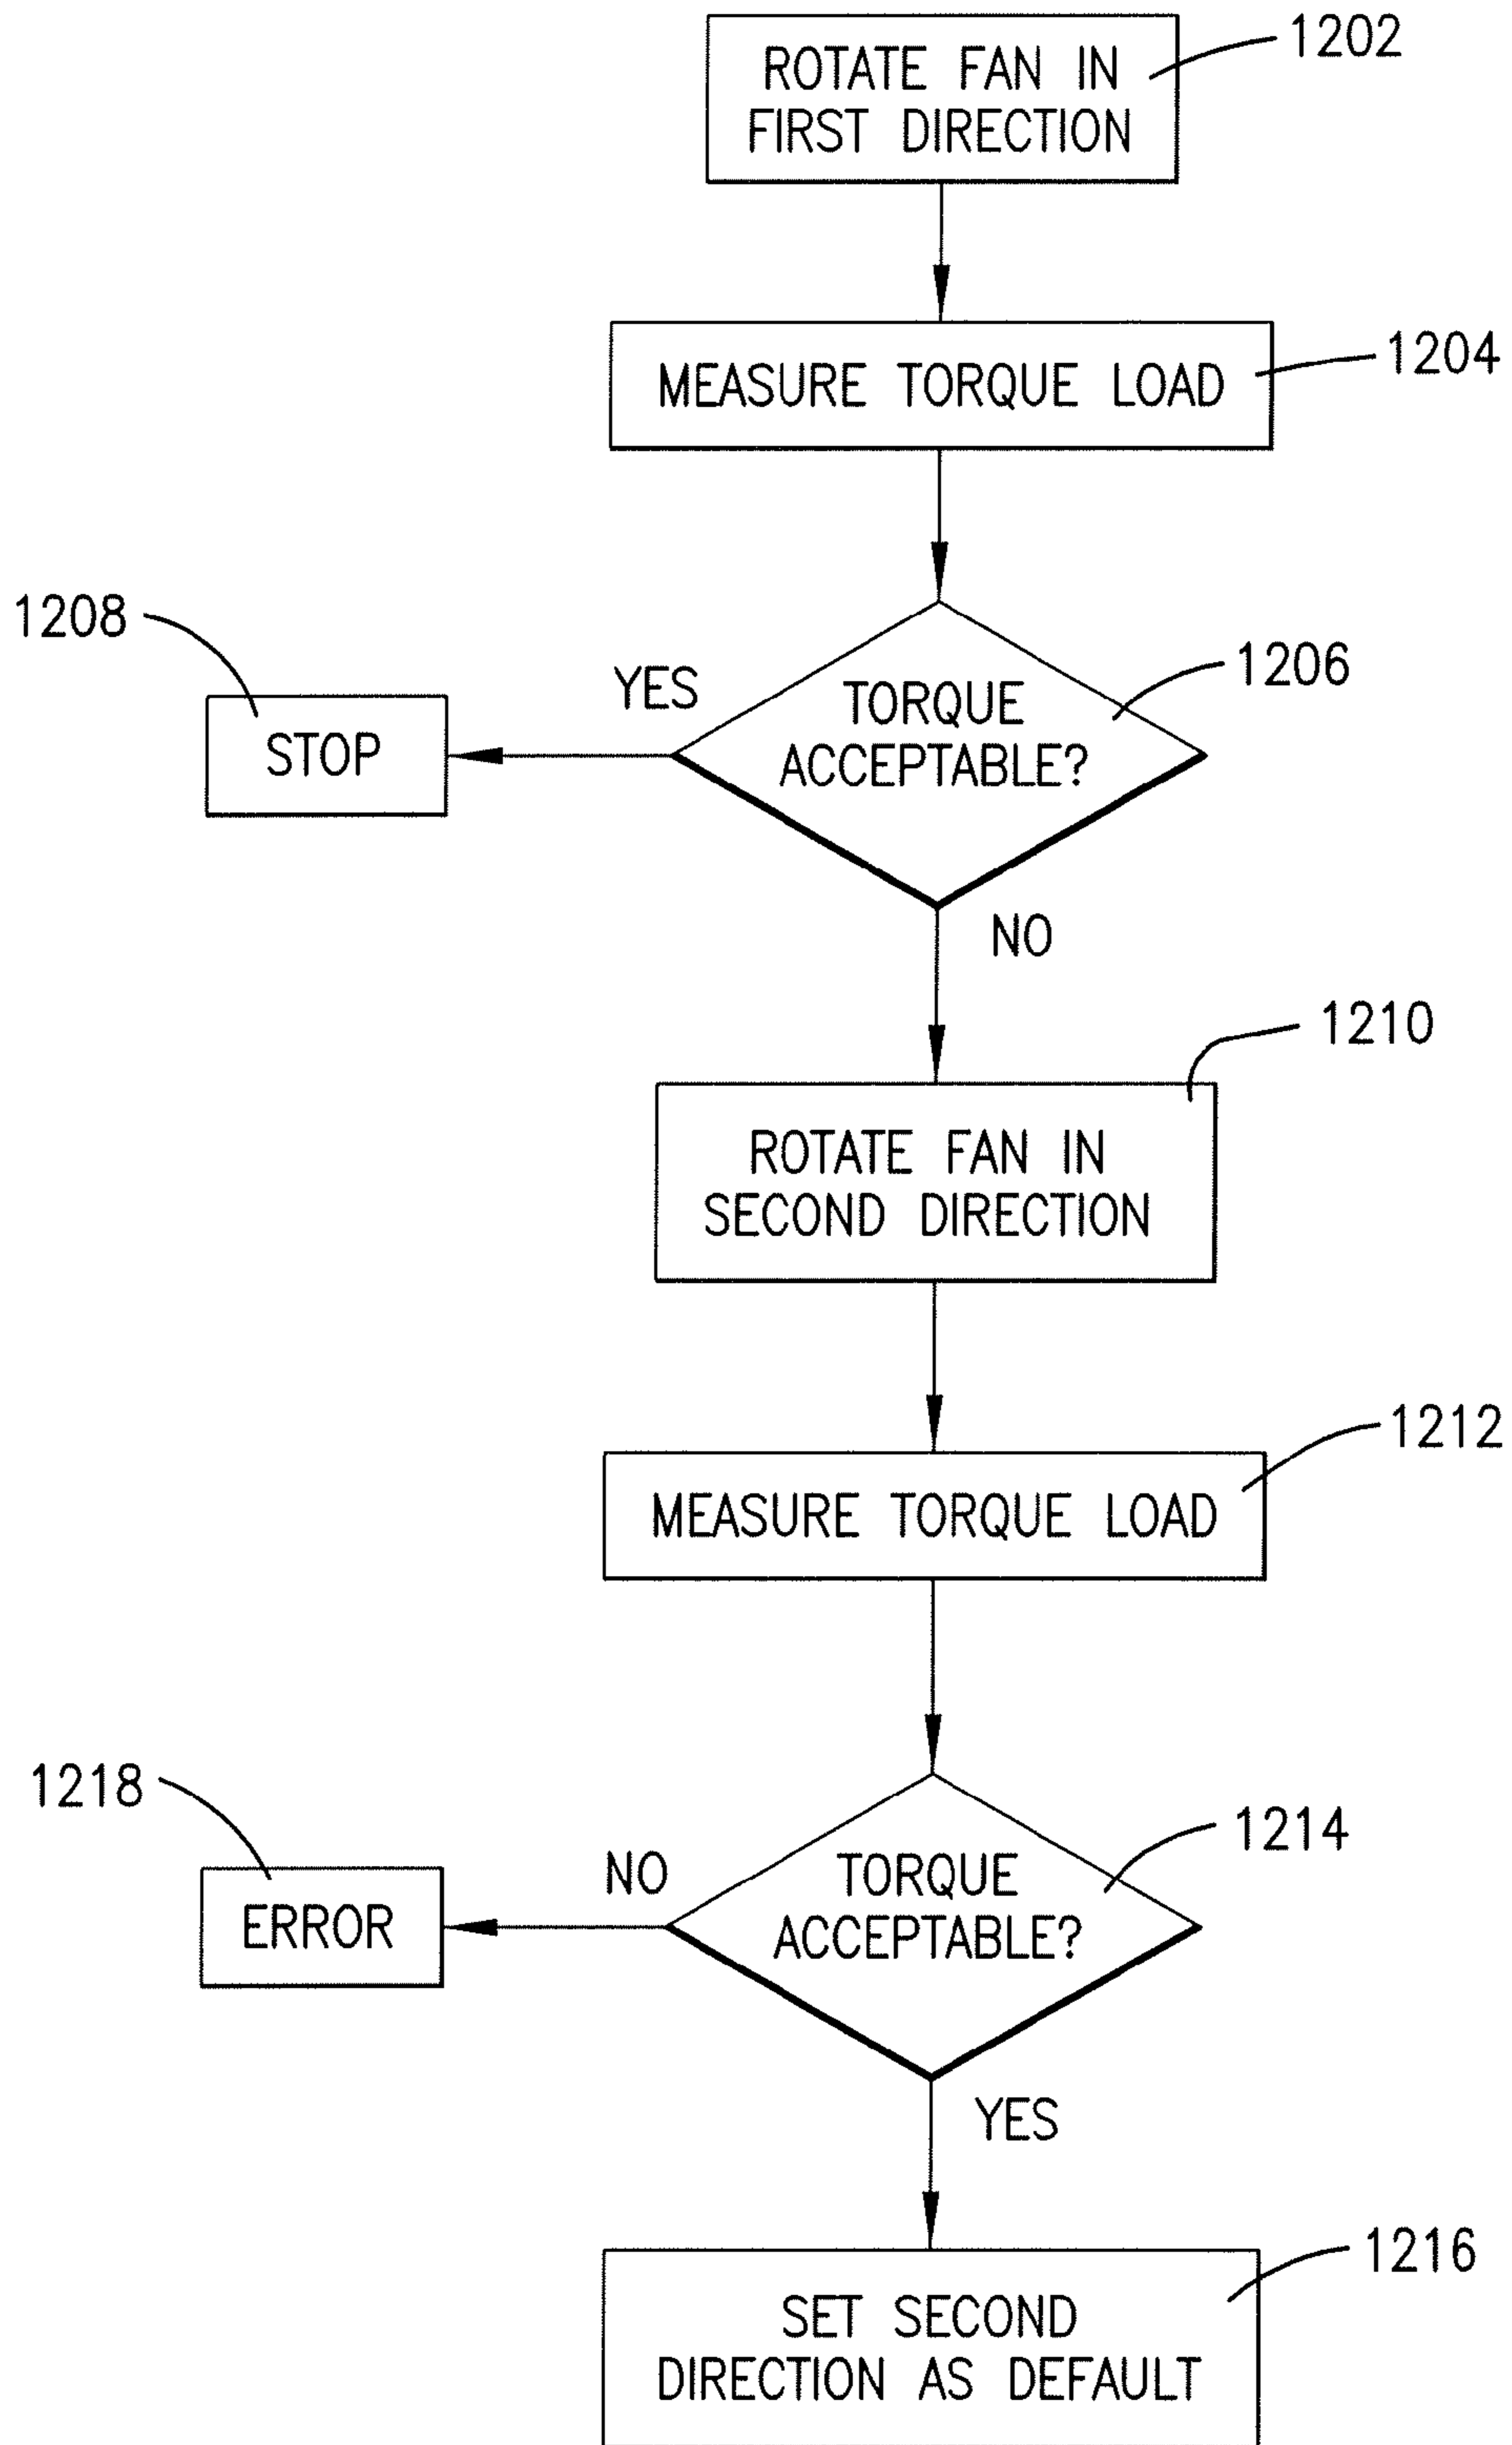 1202
ROTATE FAN IN
FIRST DIRECTION
1204
MEASURE TORQUE LOAD
1208
1206
YES
TORQUE
ACCEPTABLE?
STOP
NO
1210
ROTATE FAN IN
SECOND DIRECTION
1212
MEASURE TORQUE LOAD
1218
1214
NO
TORQUE
ACCEPTABLE?
ERROR
YES
1216
SET SECOND
DIRECTION AS DEFAULT